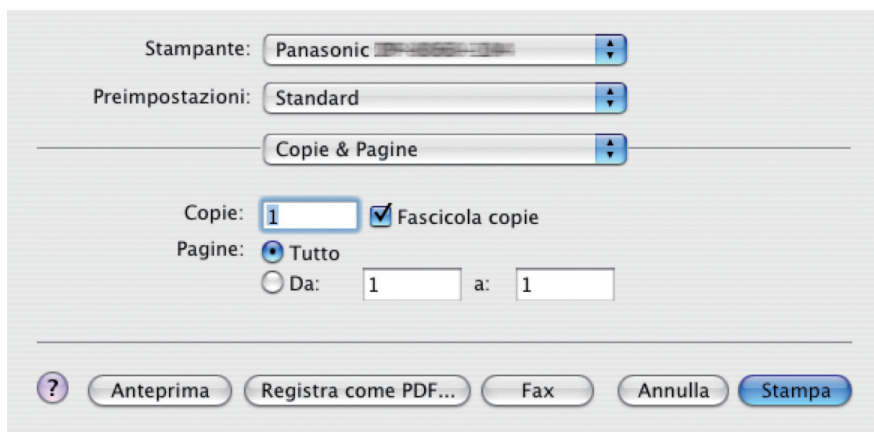 Stampante: Panasonic
Preimpostazioni: Standard
Copie & Pagine
Copie: 1 Fascicola copie
Pagine: Tutto
Da: 1 a: 1
? Anteprima Registra come PDF... Fax Annulla Stampa